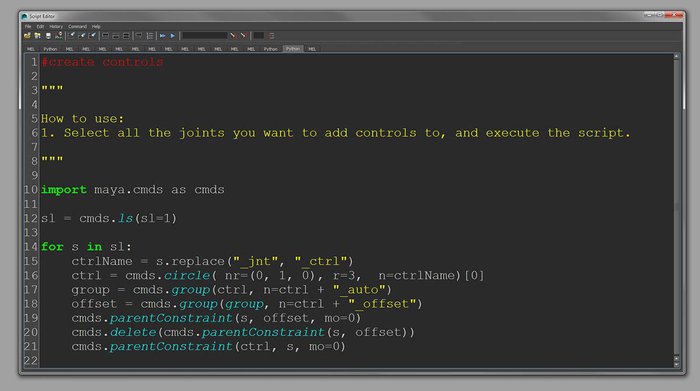 Script Editor
File Edit History Command Help
MEL Python MEL MEL MEL MEL MEL MEL MEL MEL MEL MEL MEL Python Python MEL
1 #create controls
2
3 """
4
5 How to use:
6 1. Select all the joints you want to add controls to, and execute the script.
7
8 """
9
10 import maya.cmds as cmds
11
12 sl = cmds.ls(sl=1)
13
14 for s in sl:
15 ctrlName = s.replace("_jnt", "_ctrl")
16 ctrl = cmds.circle( nr=(0, 1, 0), r=3, n=ctrlName)[0]
17 group = cmds.group(ctrl, n=ctrl + "_auto")
18 offset = cmds.group(group, n=ctrl + "_offset")
19 cmds.parentConstraint(s, offset, mo=0)
20 cmds.delete(cmds.parentConstraint(s, offset))
21 cmds.parentConstraint(ctrl, s, mo=0)
22